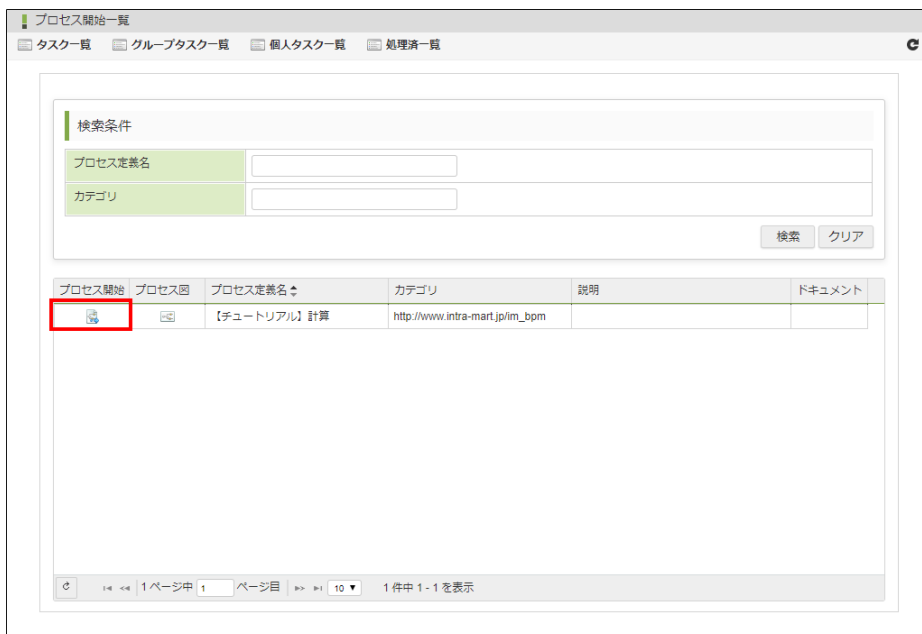 プロセス開始一覧
タスク一覧 グループタスク一覧 個人タスク一覧 処理済一覧
検索条件
プロセス定義名
カテゴリ
検索 クリア
プロセス開始 プロセス図 プロセス定義名 カテゴリ 説明 ドキュメント
【チュートリアル】計算 http://www.intra-mart.jp/im_bpm
1 ページ中 1 ページ目 10 1 件中 1 - 1 を表示